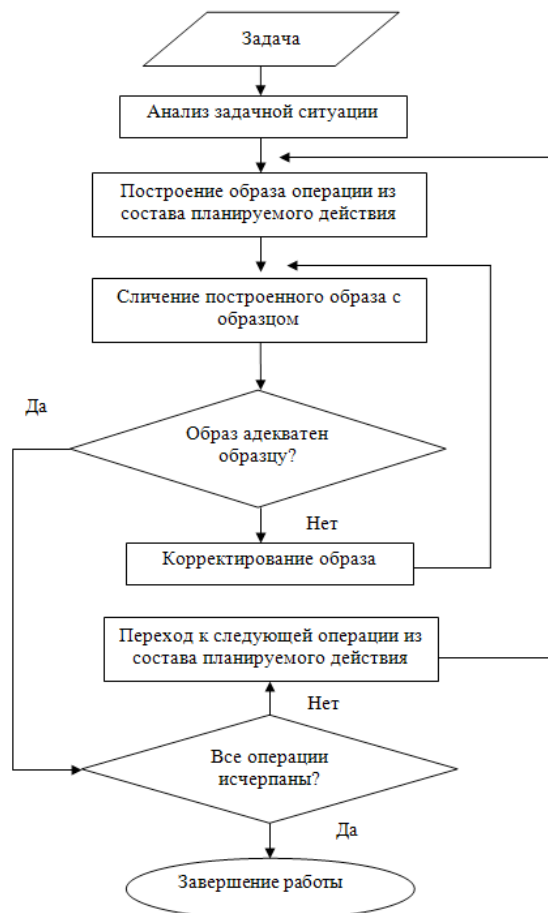 Задача
Анализ задачной ситуации
Построение образа операции из
состава планируемого действия
Сличение построенного образа с
образцом
Да
Образ адекватен
образцу?
Нет
Корректирование образа
Переход к следующей операции из
состава планируемого действия
Нет
Все операции
исчерпаны?
Да
Завершение работы